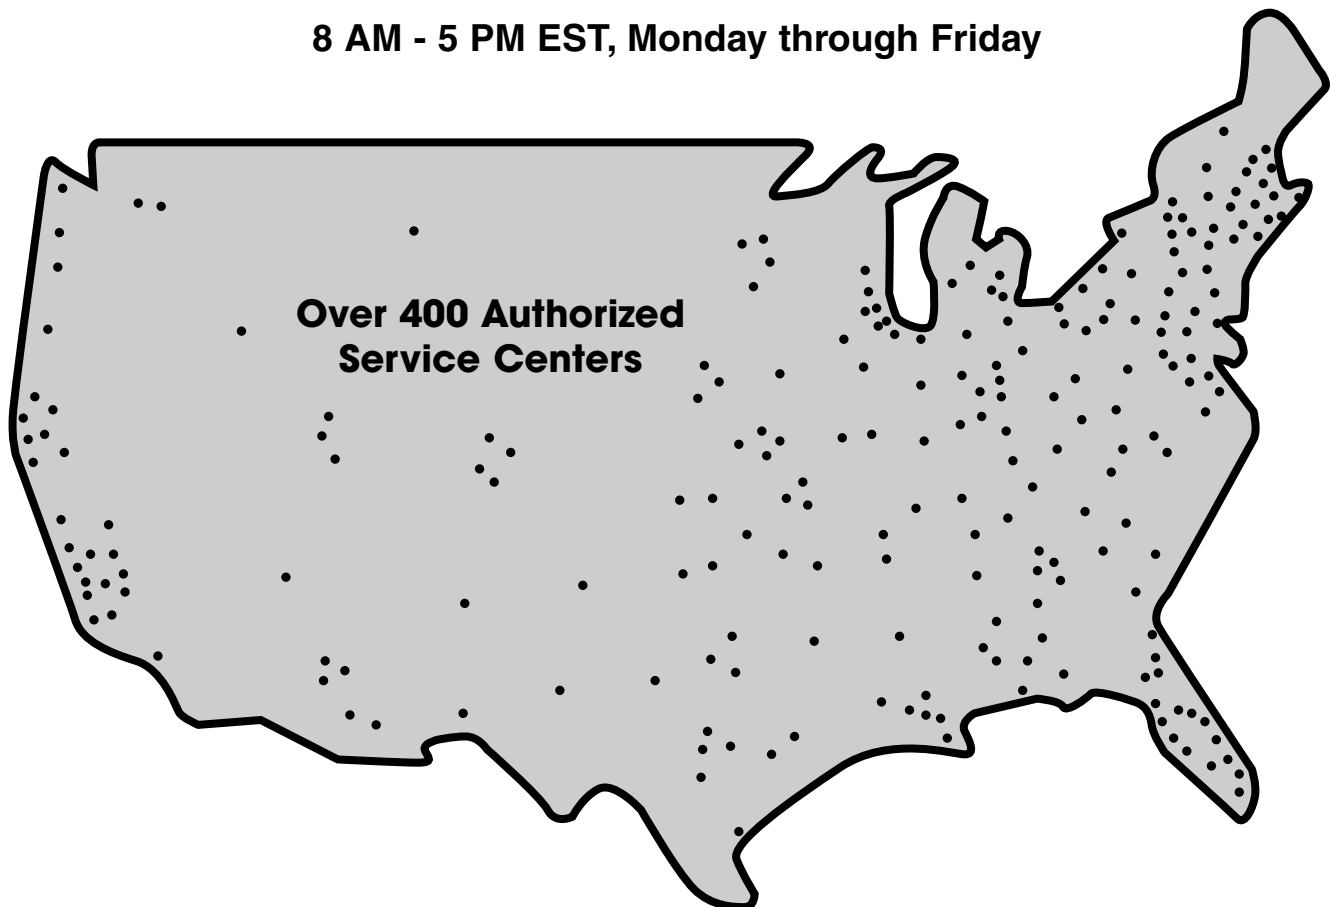 8 AM - 5 PM EST, Monday through Friday
Over 400 Authorized
Service Centers